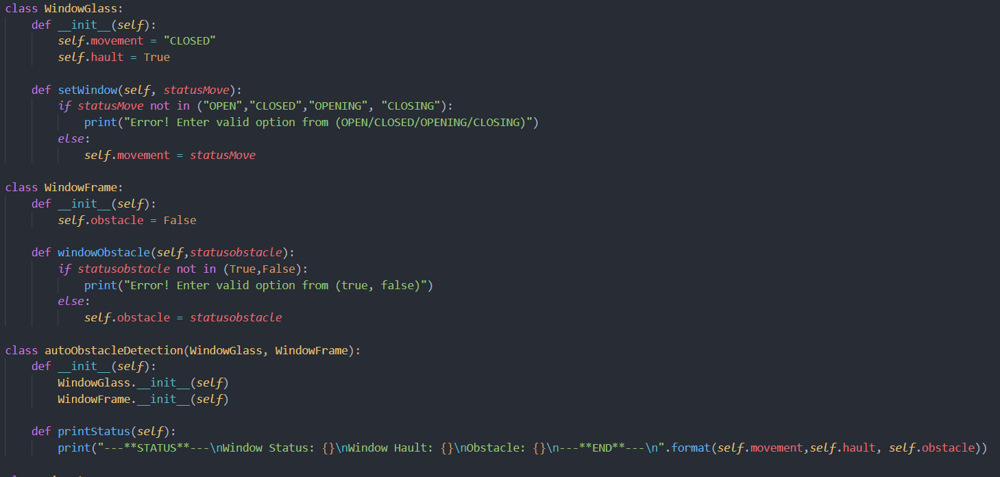 class WindowGlass:
    def __init__(self):
        self.movement = "CLOSED"
        self.hault = True
    def setWindow(self, statusMove):
        if statusMove not in ("OPEN","CLOSED","OPENING", "CLOSING"):
            print("Error! Enter valid option from (OPEN/CLOSED/OPENING/CLOSING)")
        else:
            self.movement = statusMove
class WindowFrame:
    def __init__(self):
        self.obstacle = False
    def windowObstacle(self,statusobstacle):
        if statusobstacle not in (True,False):
            print("Error! Enter valid option from (true, false)")
        else:
            self.obstacle = statusobstacle
class autoObstacleDetection(WindowGlass, WindowFrame):
    def __init__(self):
        WindowGlass.__init__(self)
        WindowFrame.__init__(self)
    def printStatus(self):
        print("---**STATUS**---\nWindow Status: {}\nWindow Hault: {}\nObstacle: {}\n---**END**---\n".format(self.movement,self.hault, self.obstacle))